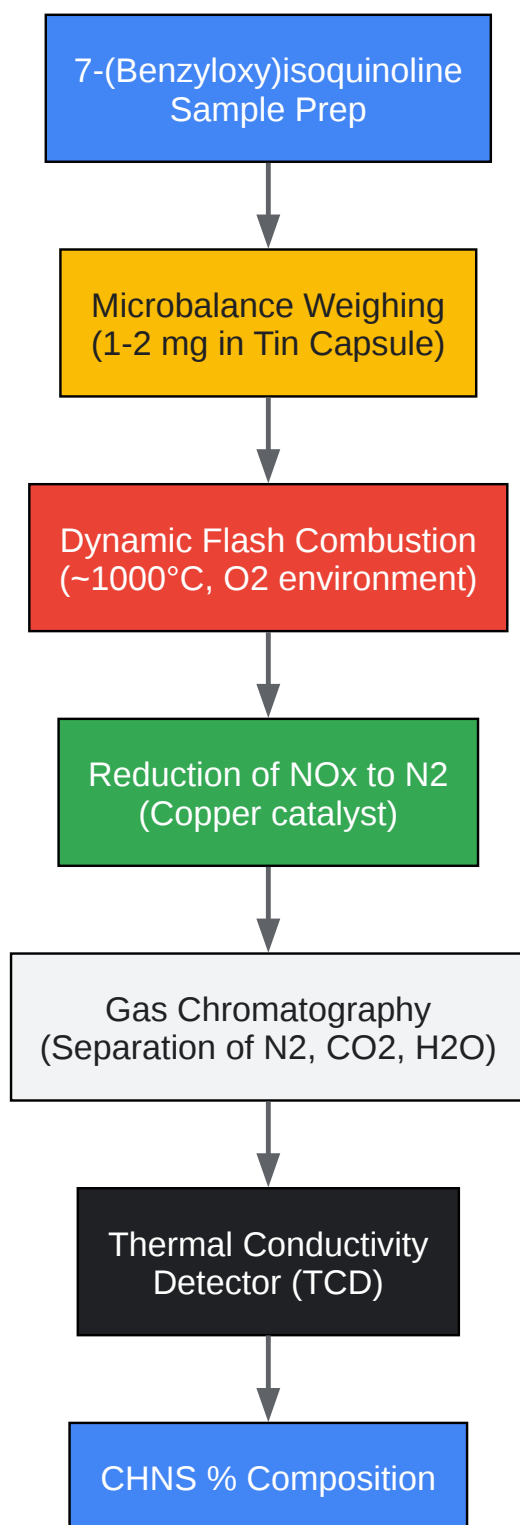 7-(Benzyloxy)isoquinoline
Sample Prep
Microbalance Weighing
(1-2 mg in Tin Capsule)
Dynamic Flash Combustion
(~1000°C, O2 environment)
Reduction of NOx to N2
(Copper catalyst)
Gas Chromatography
(Separation of N2, CO2, H2O)
Thermal Conductivity
Detector (TCD)
CHNS % Composition